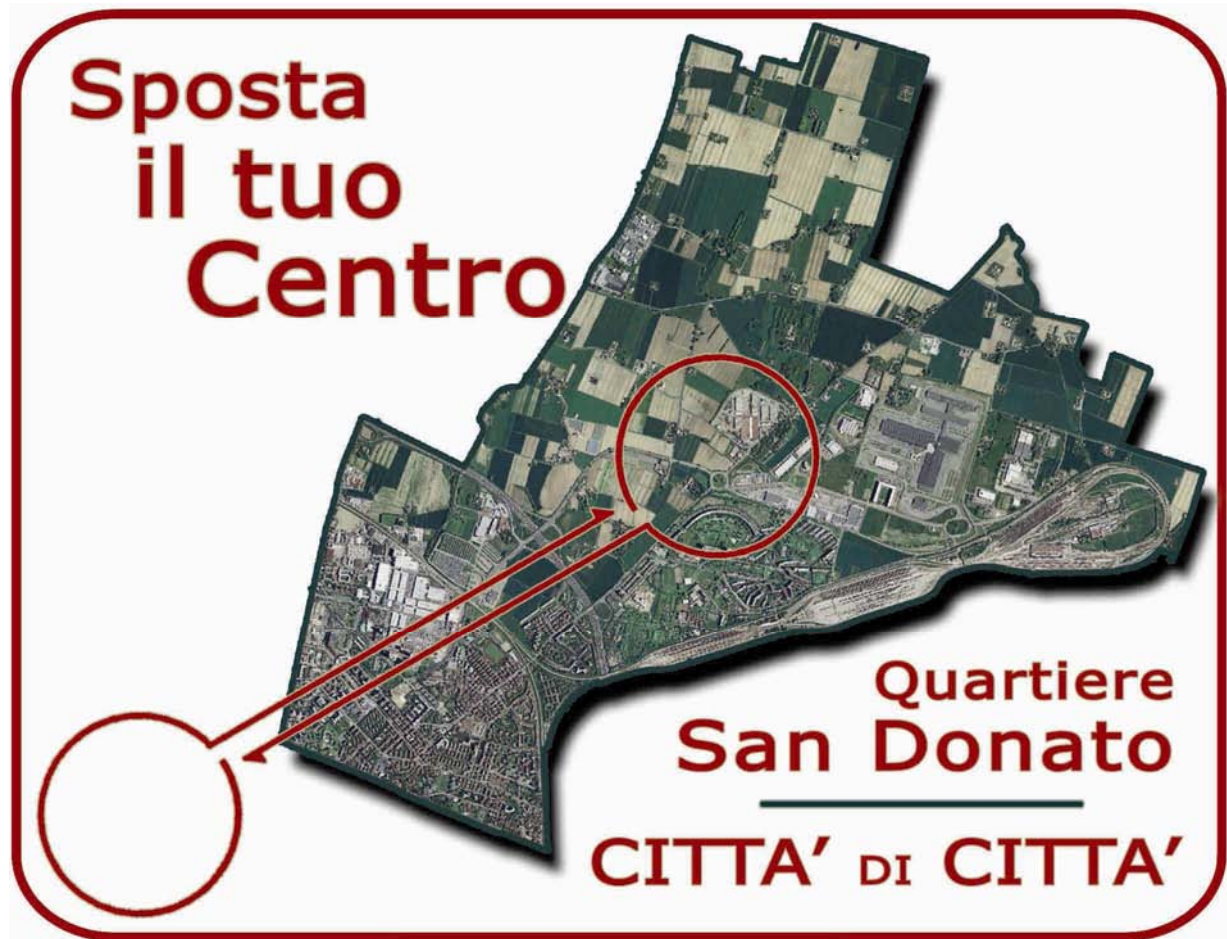 Sposta
il tuo
Centro
Quartiere
San Donato
CITTA' DI CITTA'